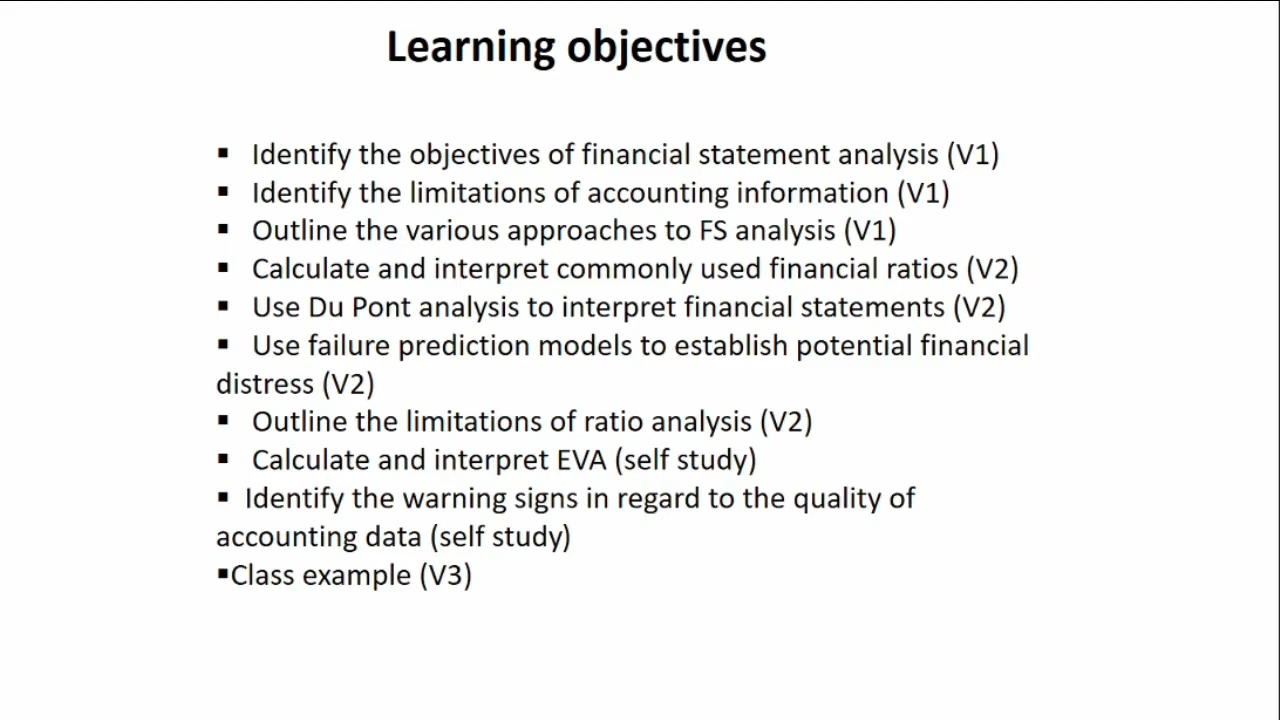 Learning objectives
▪ Identify the objectives of financial statement analysis (V1)
▪ Identify the limitations of accounting information (V1)
▪ Outline the various approaches to FS analysis (V1)
▪ Calculate and interpret commonly used financial ratios (V2)
▪ Use Du Pont analysis to interpret financial statements (V2)
▪ Use failure prediction models to establish potential financial
distress (V2)
▪ Outline the limitations of ratio analysis (V2)
▪ Calculate and interpret EVA (self study)
▪ Identify the warning signs in regard to the quality of
accounting data (self study)
▪Class example (V3)